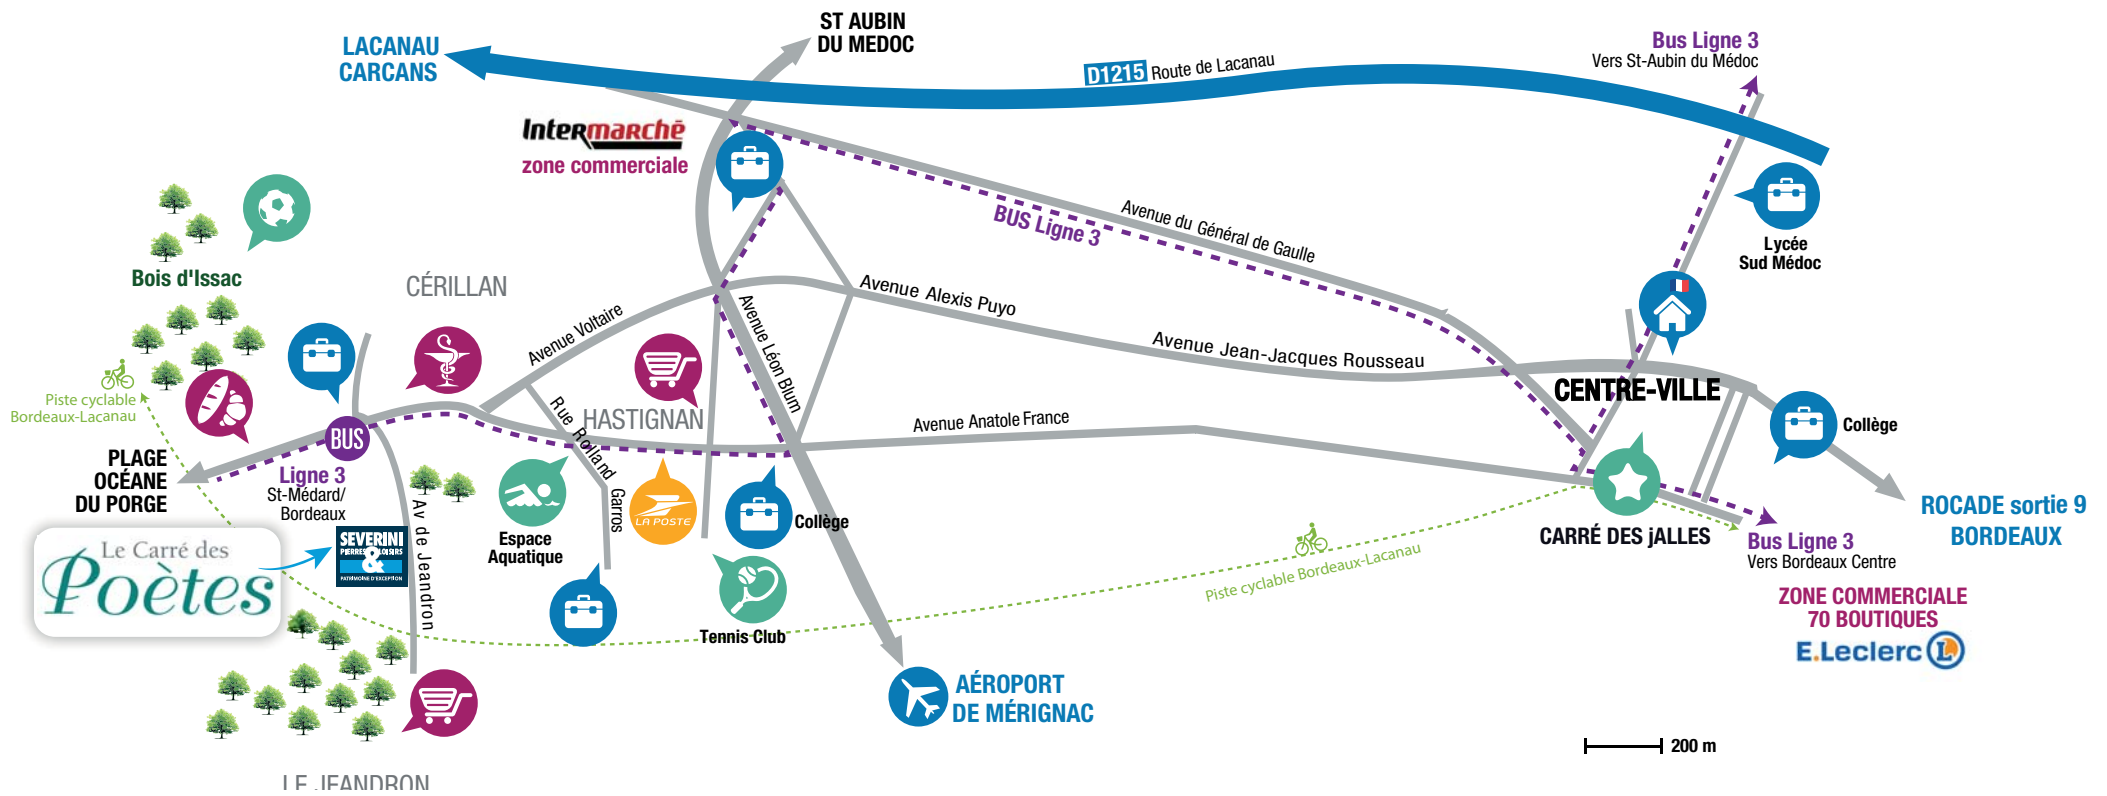 ST AUBIN
DU MEDOC
LACANAU
CARCANS
D1215 Route de Lacanau
Bus Ligne 3
Vers St-Aubin du Médoc
Intermarché
zone commerciale
BUS Ligne 3
Avenue du Général de Gaulle
Lycée
Sud Médoc
Bois d'Issac
CÉRILLAN
Avenue Voltaire
Avenue Léon Blum
Avenue Alexis Puyo
Avenue Jean-Jacques Rousseau
CENTRE-VILLE
Piste cyclable
Bordeaux-Lacanau
BUS
Ligne 3
St-Médard/
Bordeaux
PLAGE
OCÉANE
DU PORGE
HASTIGNAN
Rue Rolland Garros
Avenue Anatole France
Collège
Espace
Aquatique
LA POSTE
Collège
CARRÉ DES jALLES
ROCADE sortie 9
BORDEAUX
Bus Ligne 3
Vers Bordeaux Centre
Le Carré des
Poètes
SEVERINI
PIERRES & LOISIRS
PATRIMOINE D'EXCEPTION
Av de Jeandron
Piste cyclable Bordeaux-Lacanau
Tennis Club
ZONE COMMERCIALE
70 BOUTIQUES
E.Leclerc L
AÉROPORT
DE MÉRIGNAC
200 m
LE JEANDRON